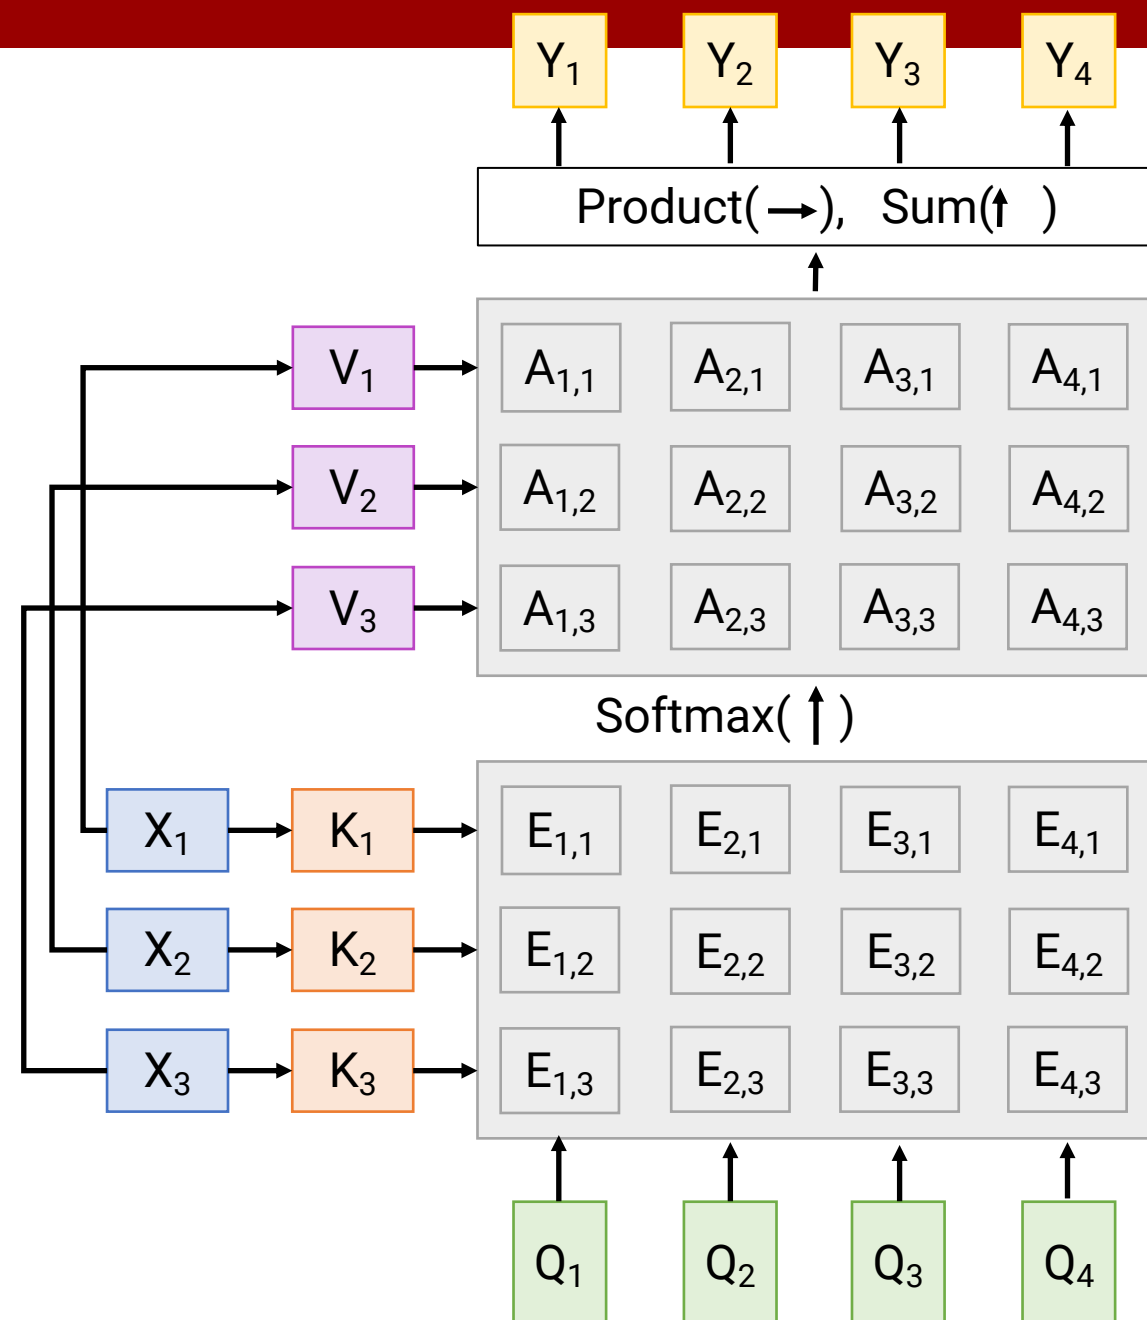 Y1 Y2 Y3 Y4
Product( → ), Sum(↑ )
V1 A1,1 A2,1 A3,1 A4,1
V2 A1,2 A2,2 A3,2 A4,2
V3 A1,3 A2,3 A3,3 A4,3
Softmax( ↑ )
X1 K1 E1,1 E2,1 E3,1 E4,1
X2 K2 E1,2 E2,2 E3,2 E4,2
X3 K3 E1,3 E2,3 E3,3 E4,3
Q1 Q2 Q3 Q4